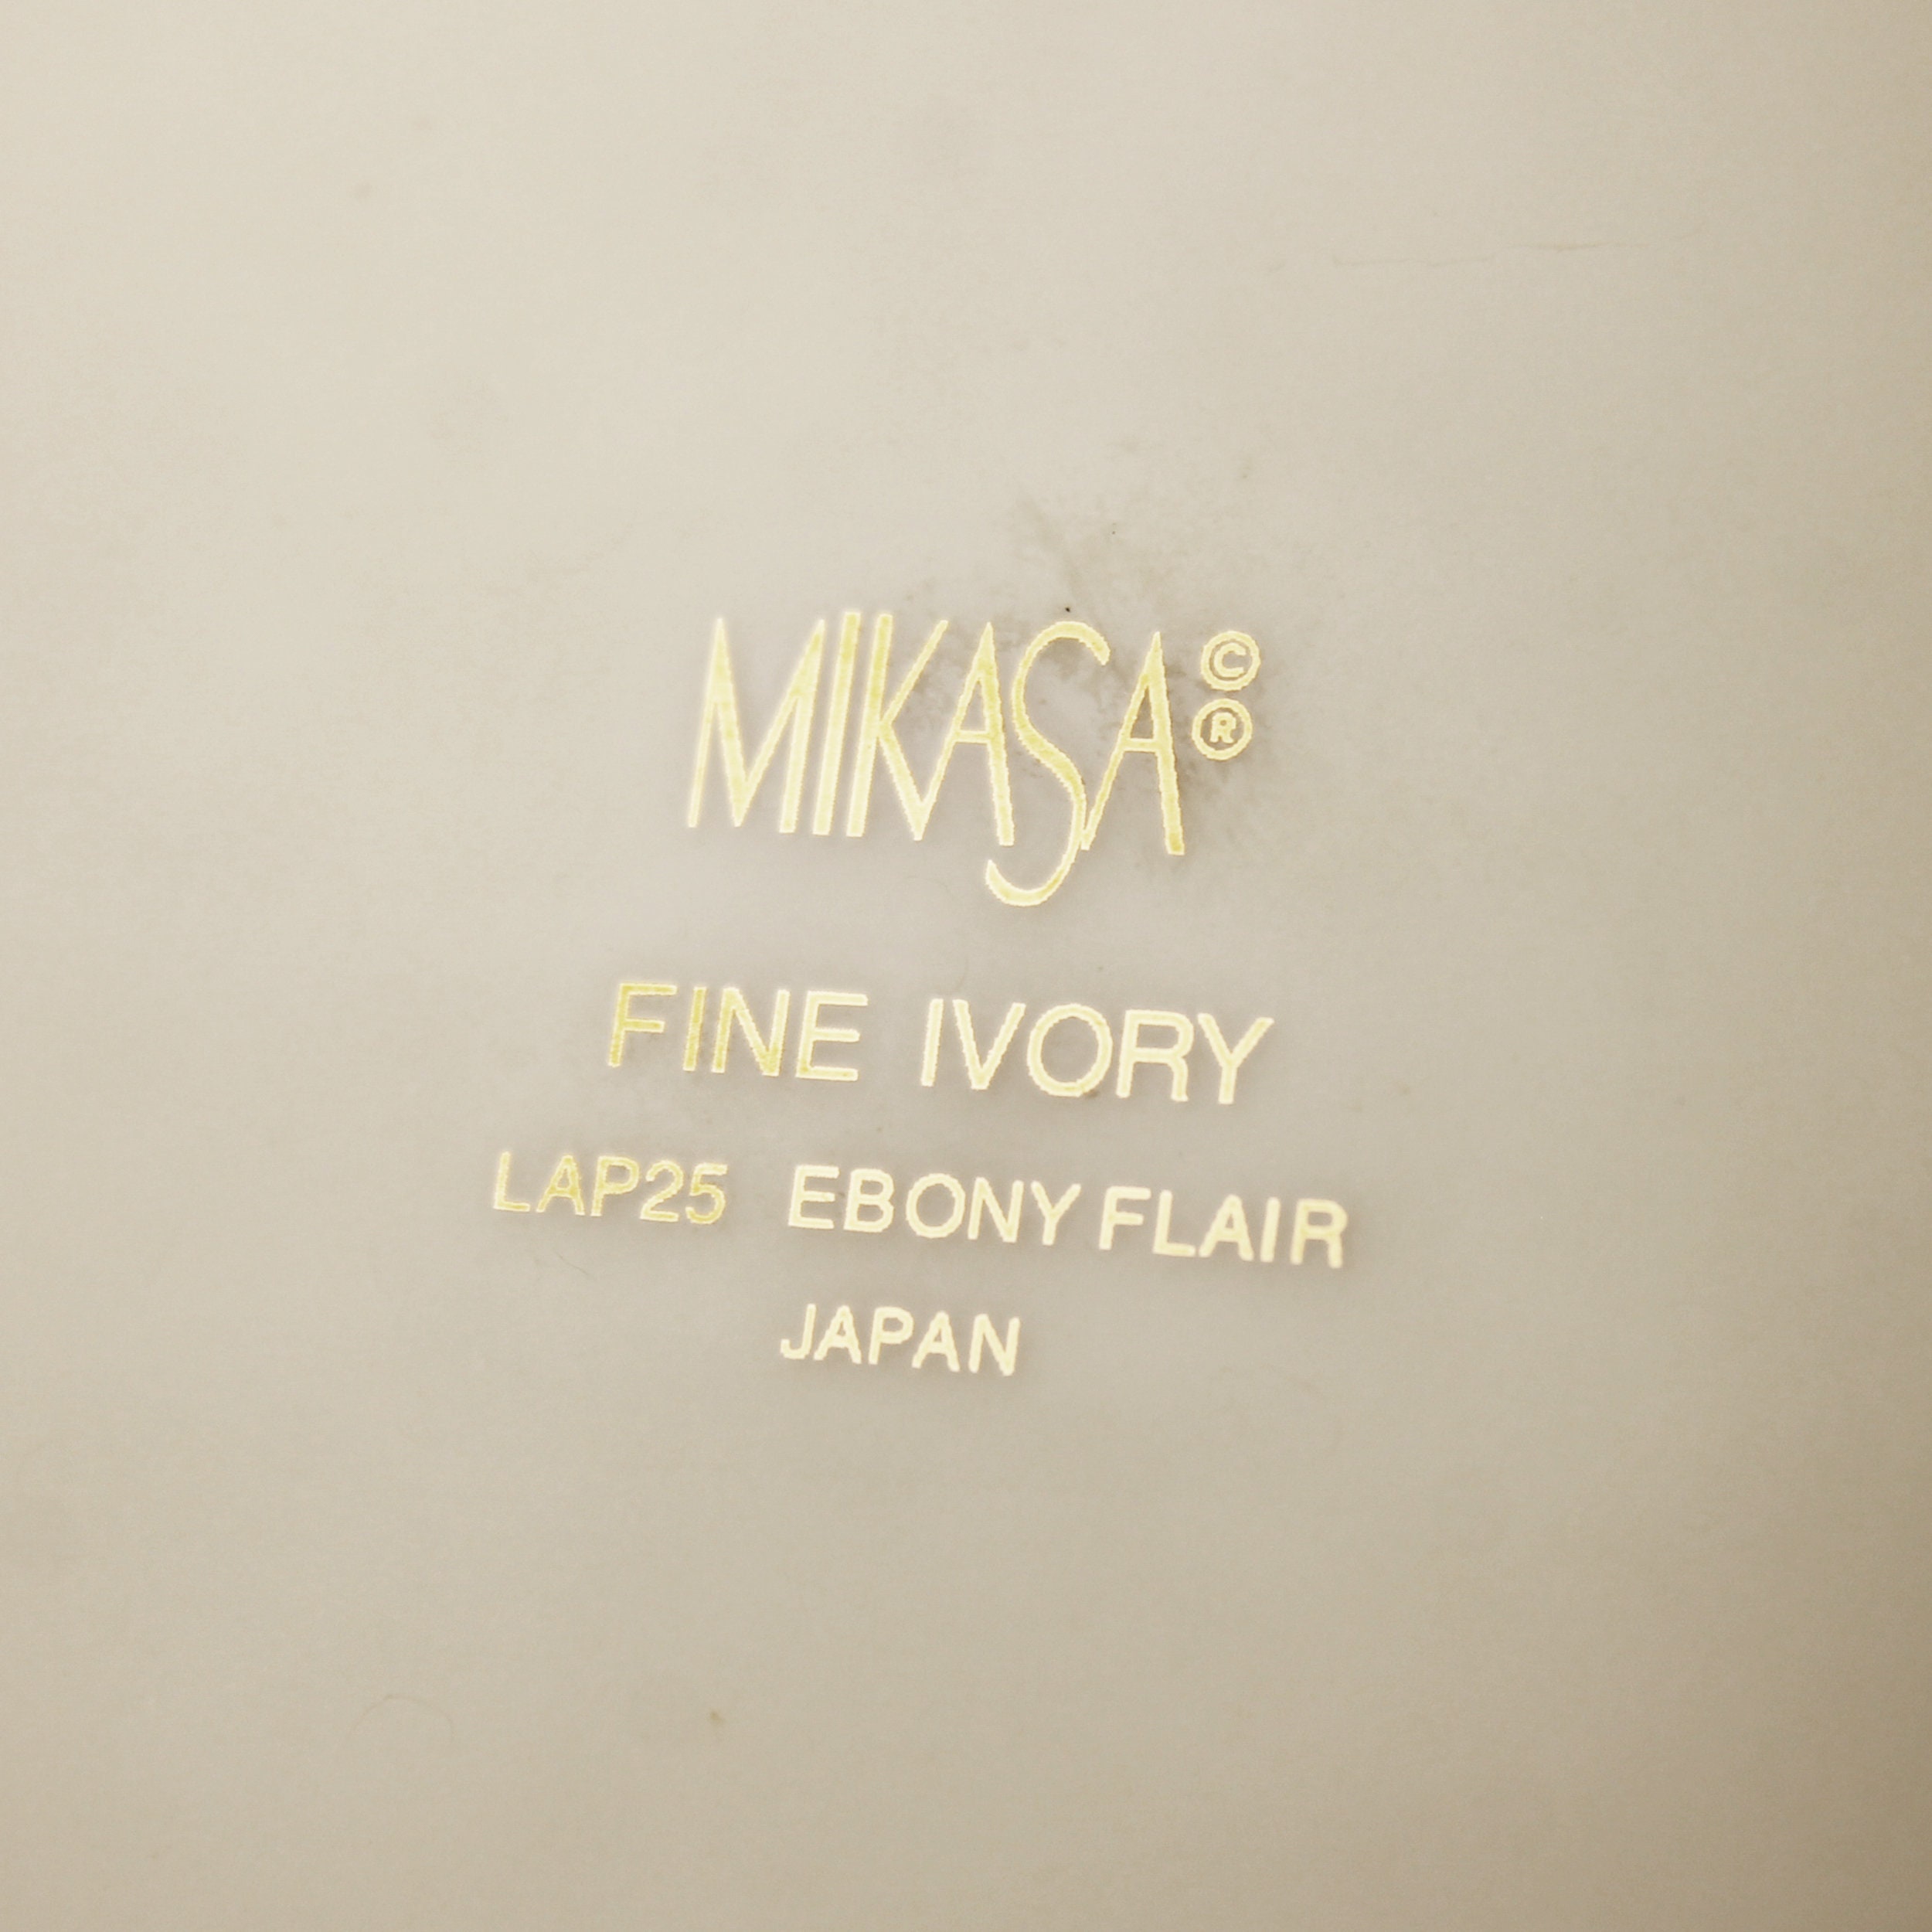 MIKASA © ®
FINE IVORY
LAP25 EBONY FLAIR
JAPAN